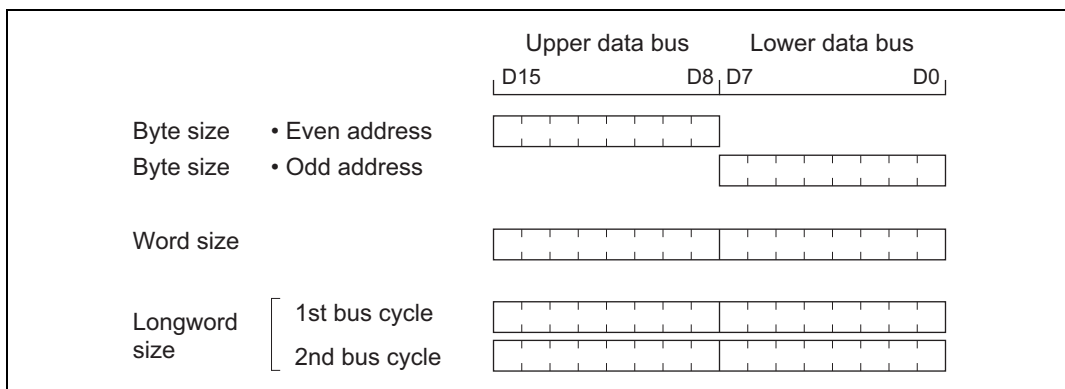 Upper data bus Lower data bus
D15 D8 D7 D0
Byte size • Even address
Byte size • Odd address
Word size
Longword size
1st bus cycle
2nd bus cycle